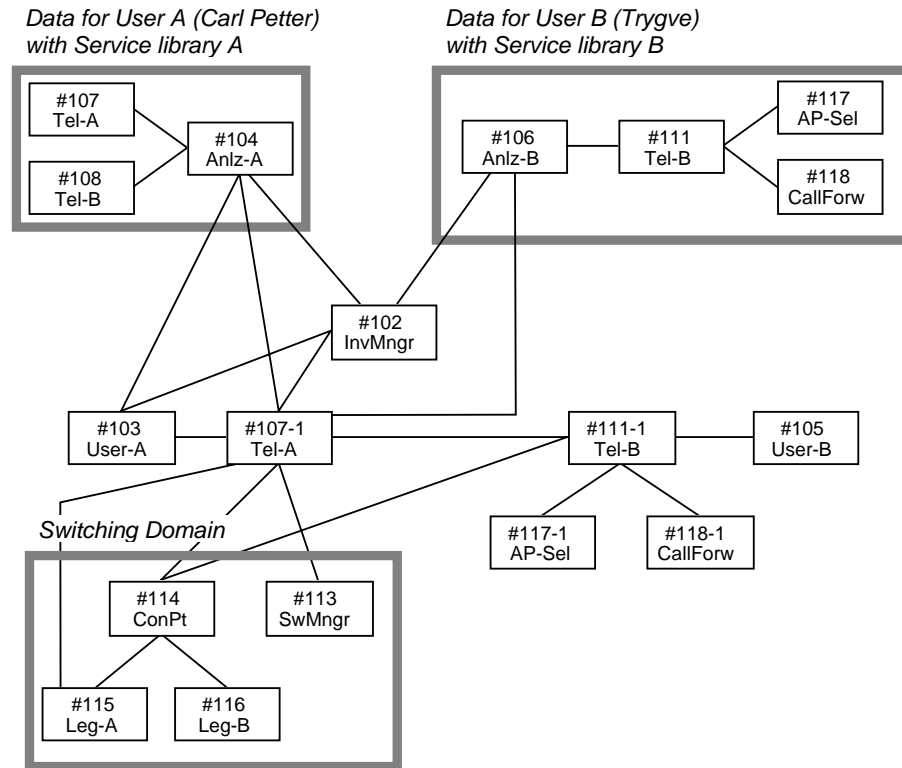 Data for User A (Carl Petter)
with Service library A
Data for User B (Trygve)
with Service library B
#107
Tel-A
#104
Anlz-A
#108
Tel-B
#106
Anlz-B
#111
Tel-B
#117
AP-Sel
#118
CallForw
#102
InvMngr
#103
User-A
#107-1
Tel-A
#111-1
Tel-B
#105
User-B
#117-1
AP-Sel
#118-1
CallForw
Switching Domain
#114
ConPt
#113
SwMngr
#115
Leg-A
#116
Leg-B